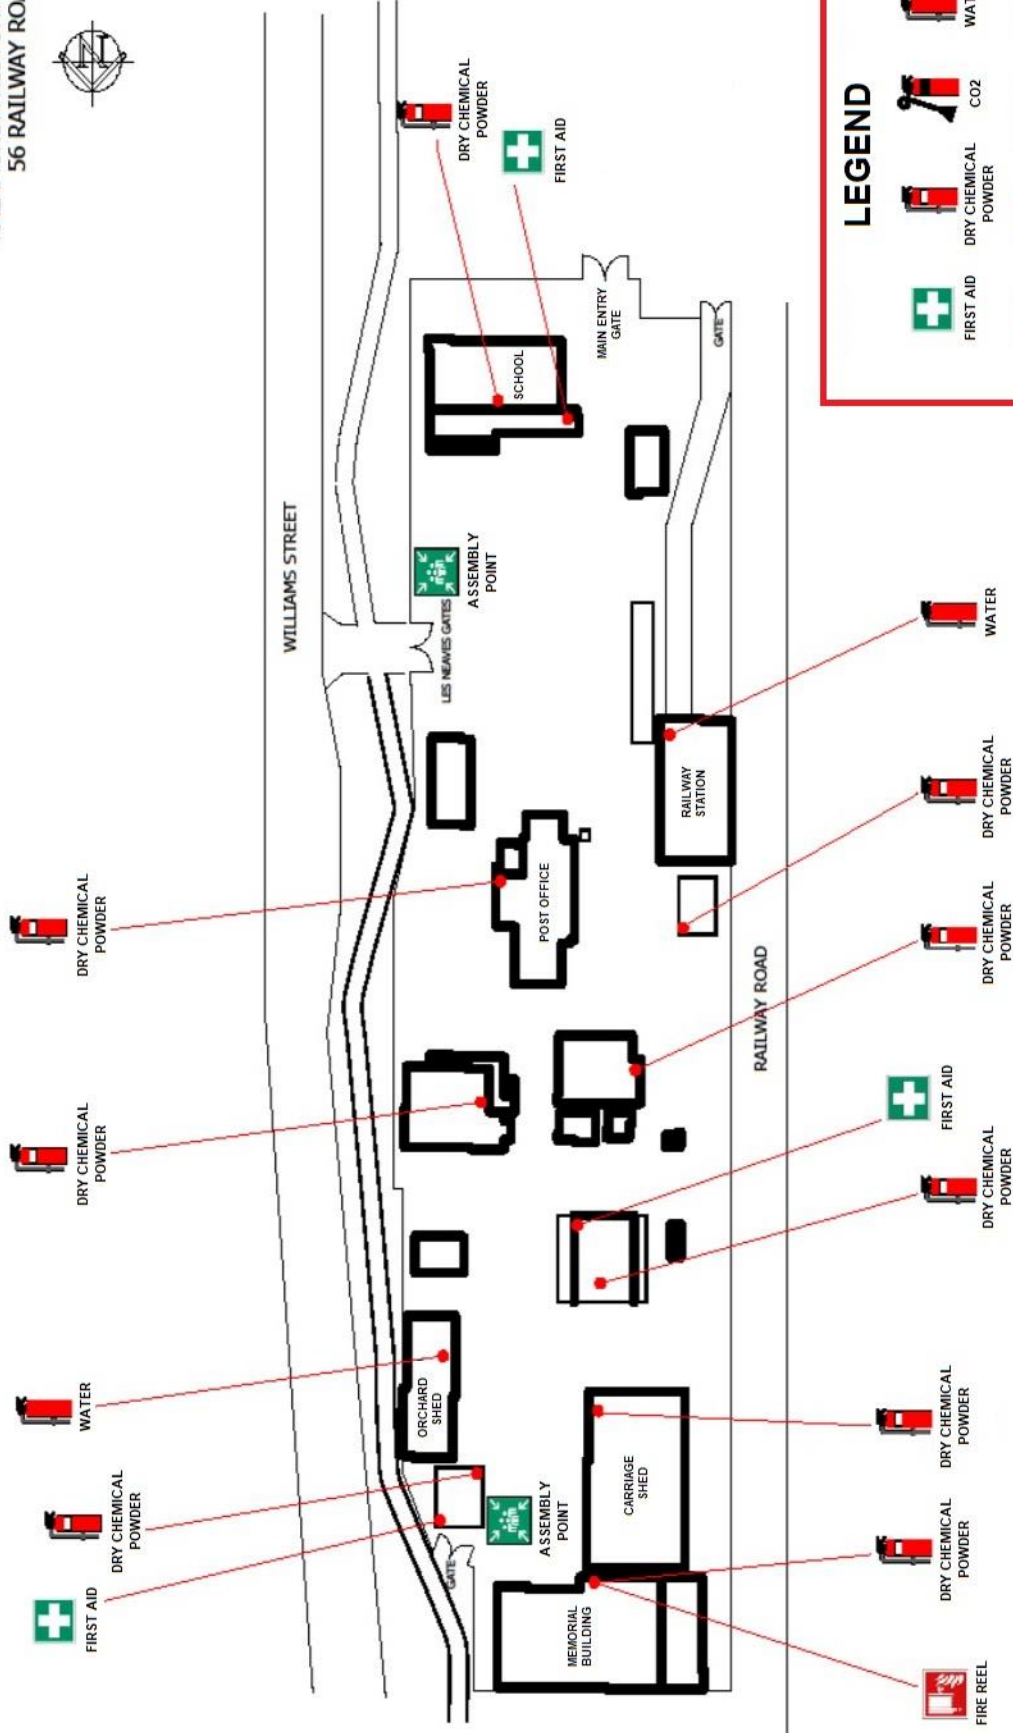 56 RAILWAY RO
N
FIRST AID
DRY CHEMICAL
POWDER
WATER
DRY CHEMICAL
POWDER
DRY CHEMICAL
POWDER
WILLIAMS STREET
DRY CHEMICAL
POWDER
FIRST AID
GATE
ORCHARD
SHED
LES NEAVES GATES
ASSEMBLY
POINT
ASSEMBLY
POINT
POST OFFICE
SCHOOL
MAIN ENTRY
GATE
MEMORIAL
BUILDING
CARRIAGE
SHED
RAILWAY
STATION
GATE
RAILWAY ROAD
FIRE REEL
DRY CHEMICAL
POWDER
DRY CHEMICAL
POWDER
DRY CHEMICAL
POWDER
FIRST AID
DRY CHEMICAL
POWDER
DRY CHEMICAL
POWDER
WATER
LEGEND
FIRST AID
DRY CHEMICAL
POWDER
CO2